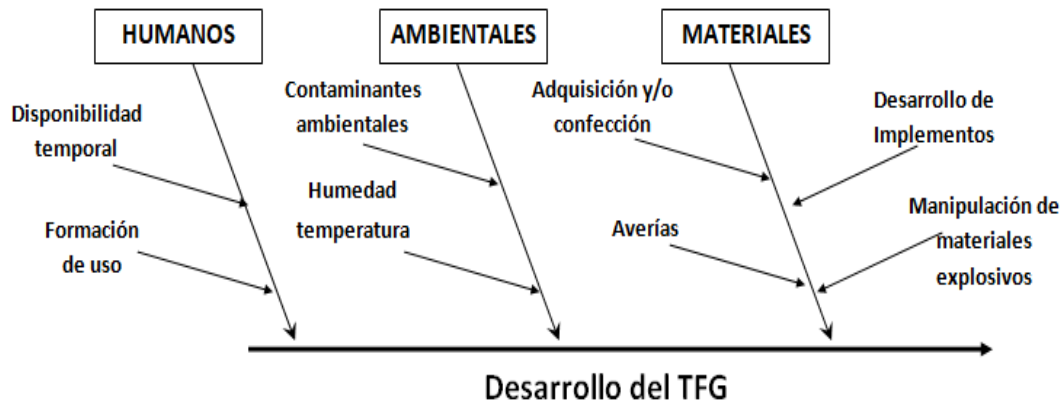 HUMANOS
AMBIENTALES
MATERIALES
Disponibilidad
temporal
Formación
de uso
Contaminantes
ambientales
Humedad
temperatura
Adquisición y/o
confección
Averías
Desarrollo de
Implementos
Manipulación de
materiales
explosivos
Desarrollo del TFG